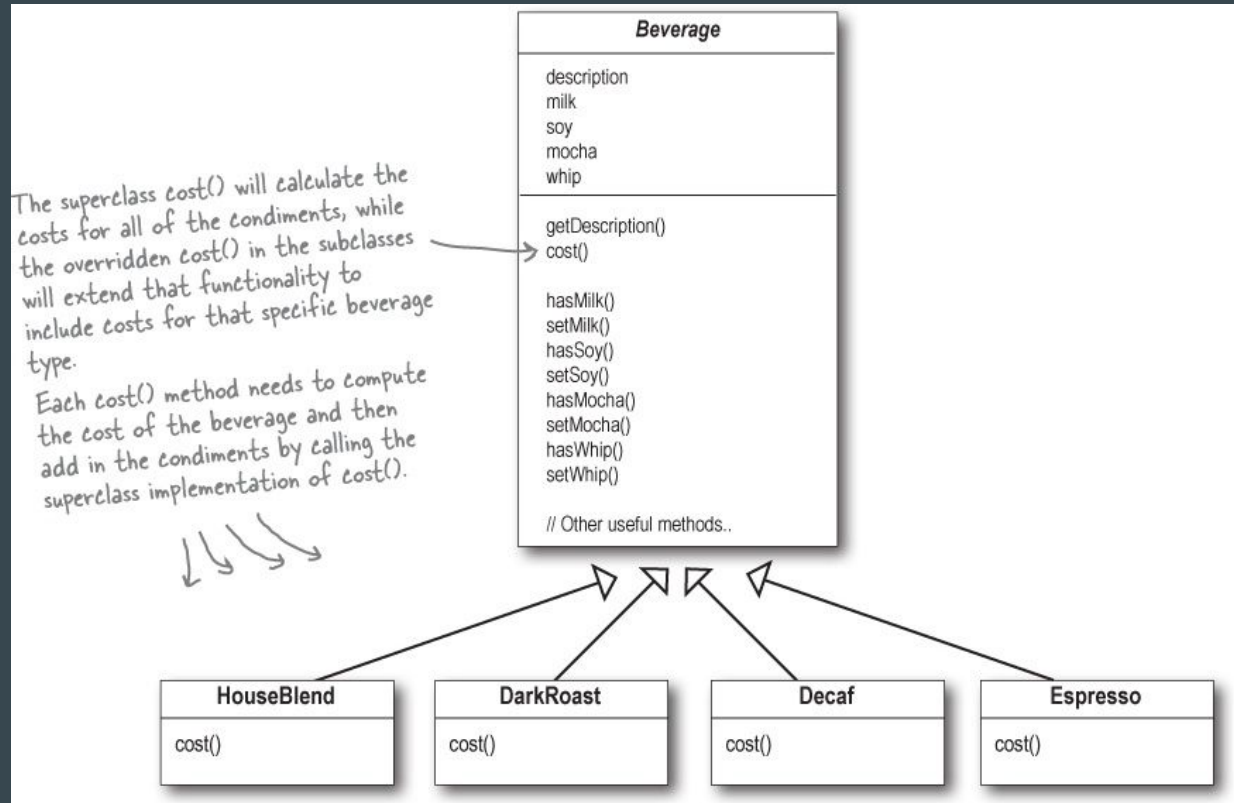 Beverage
description
milk
soy
mocha
whip
The superclass cost() will calculate the
costs for all of the condiments, while
the overridden cost() in the subclasses
will extend that functionality to
include costs for that specific beverage
type.
Each cost() method needs to compute
the cost of the beverage and then
add in the condiments by calling the
superclass implementation of cost().
getDescription()
cost()
hasMilk()
setMilk()
hasSoy()
setSoy()
hasMocha()
setMocha()
hasWhip()
setWhip()
// Other useful methods..
HouseBlend
cost()
DarkRoast
cost()
Decaf
cost()
Espresso
cost()